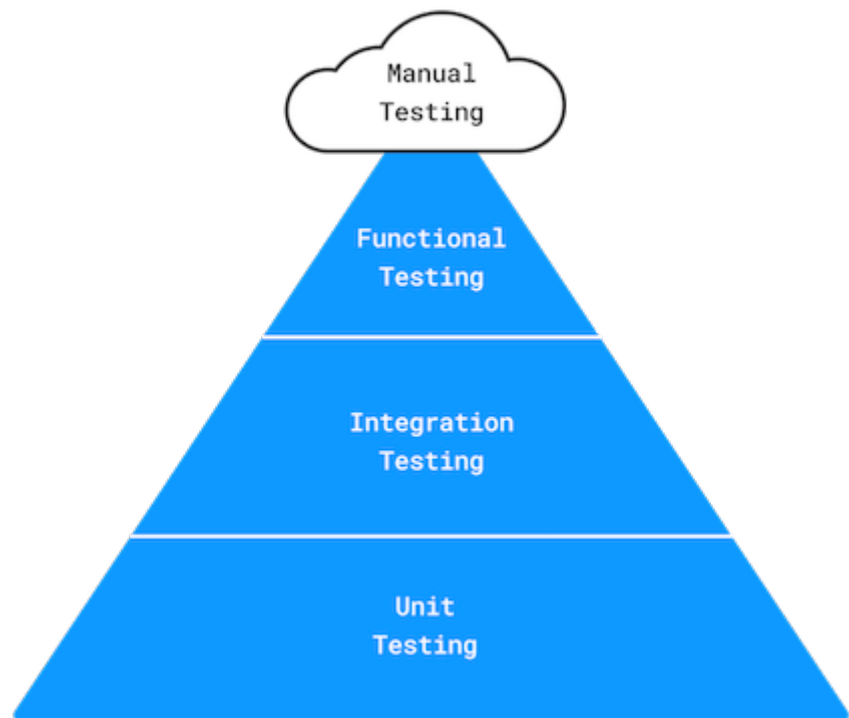 Manual
Testing
Functional
Testing
Integration
Testing
Unit
Testing